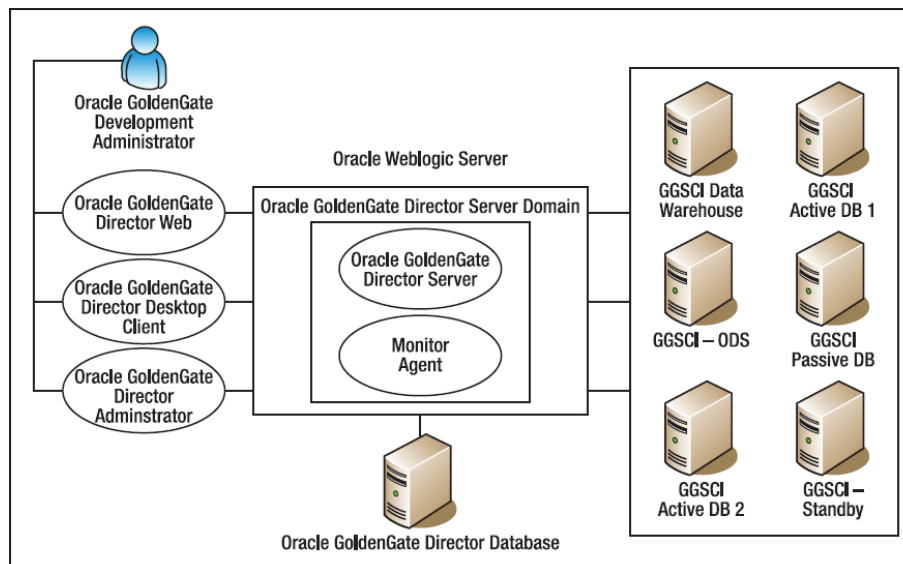 Oracle GoldenGate
Development
Administrator
Oracle GoldenGate
Director Web
Oracle GoldenGate
Director Desktop
Client
Oracle GoldenGate
Director
Adminstrator
Oracle Weblogic Server
Oracle GoldenGate Director Server Domain
Oracle GoldenGate
Director Server
Monitor
Agent
Oracle GoldenGate Director Database
GGSCI Data
Warehouse
GGSCI
Active DB 1
GGSCI – ODS
GGSCI
Passive DB
GGSCI
Active DB 2
GGSCI –
Standby